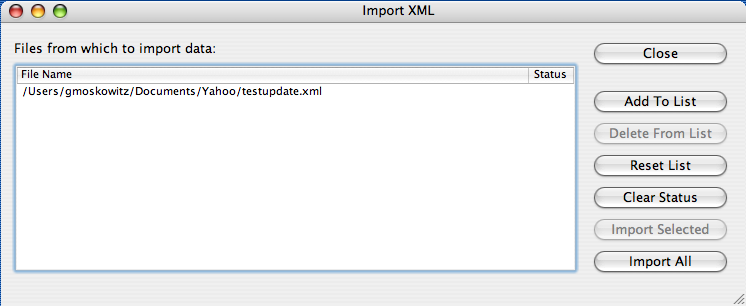 Import XML
Files from which to import data:
File Name Status
/Users/gmoskowitz/Documents/Yahoo/testupdate.xml
Close
Add To List
Delete From List
Reset List
Clear Status
Import Selected
Import All